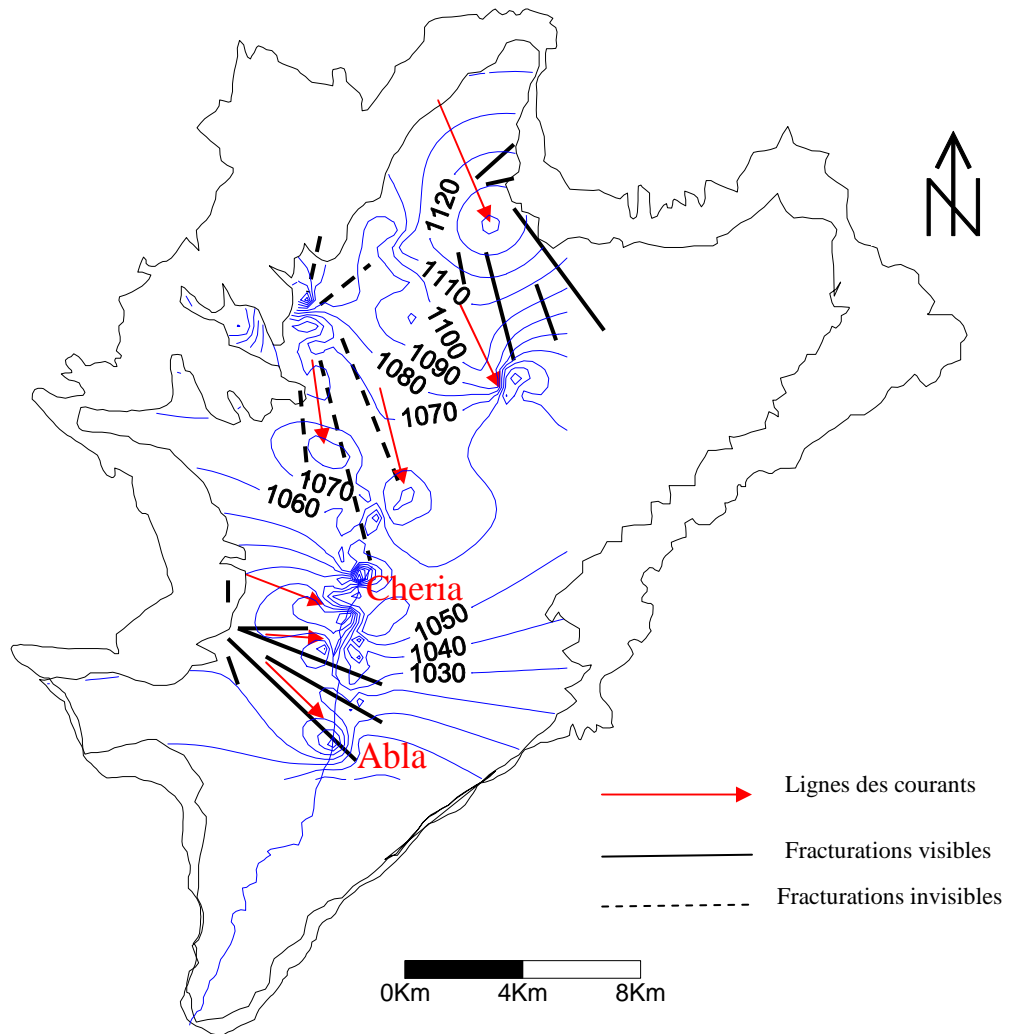 1120
1110
1100
1090
1080
1070
1070
1060
Cheria
1050
1040
1030
Abla
N
Lignes des courants
Fracturations visibles
Fracturations invisibles
0Km
4Km
8Km